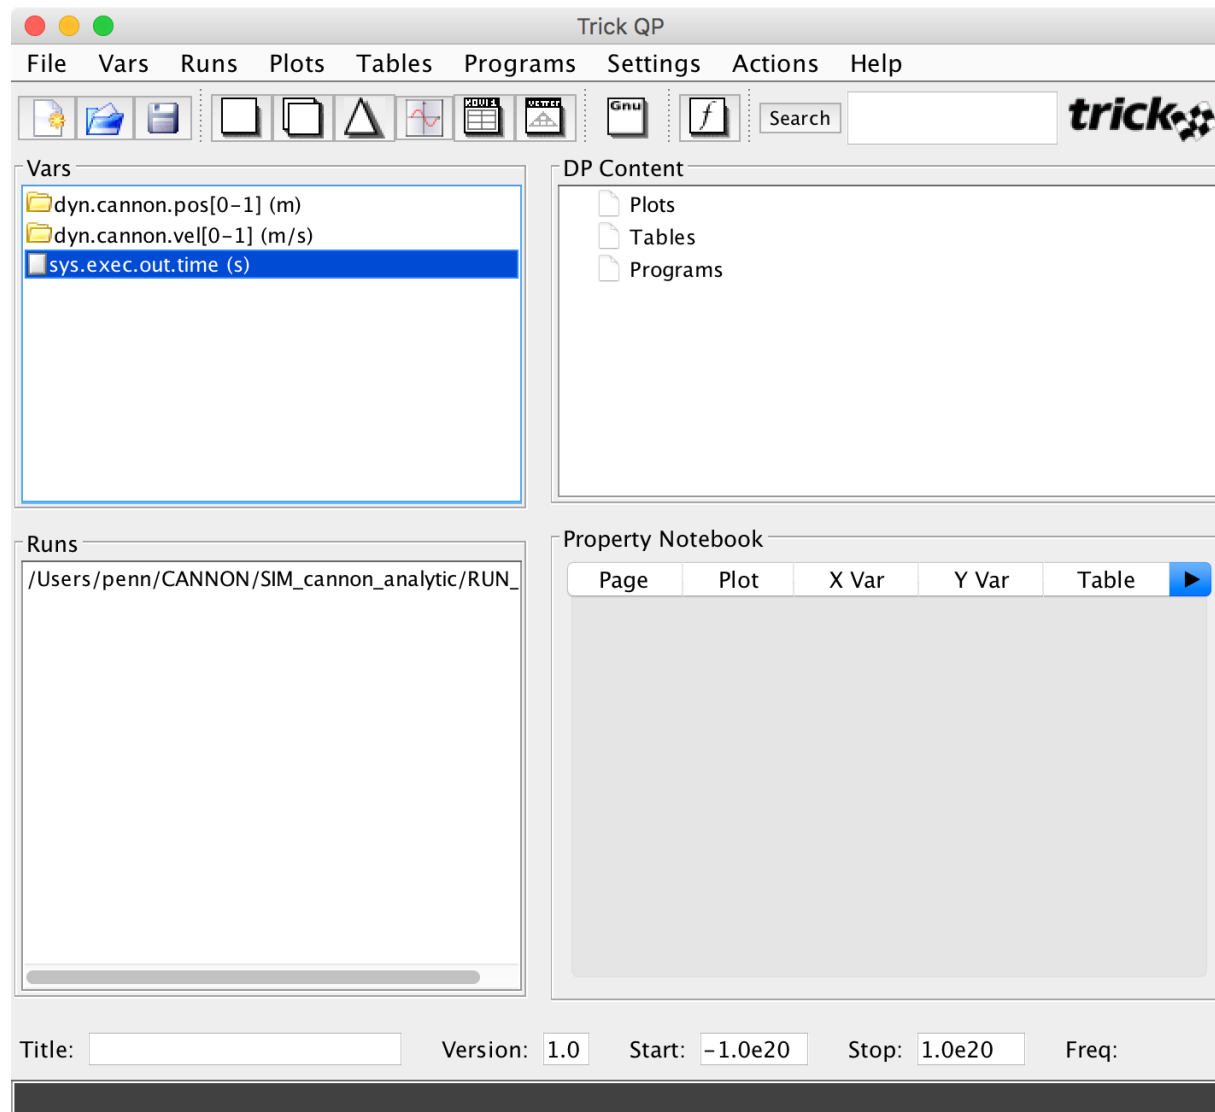 Trick QP
File Vars Runs Plots Tables Programs Settings Actions Help
Gnu f Search trick
Vars
dyn.cannon.pos[0-1] (m)
dyn.cannon.vel[0-1] (m/s)
sys.exec.out.time (s)
DP Content
Plots
Tables
Programs
Runs
/Users/penn/CANNON/SIM_cannon_analytic/RUN_
Property Notebook
Page Plot X Var Y Var Table
Title: Version: 1.0 Start: -1.0e20 Stop: 1.0e20 Freq: